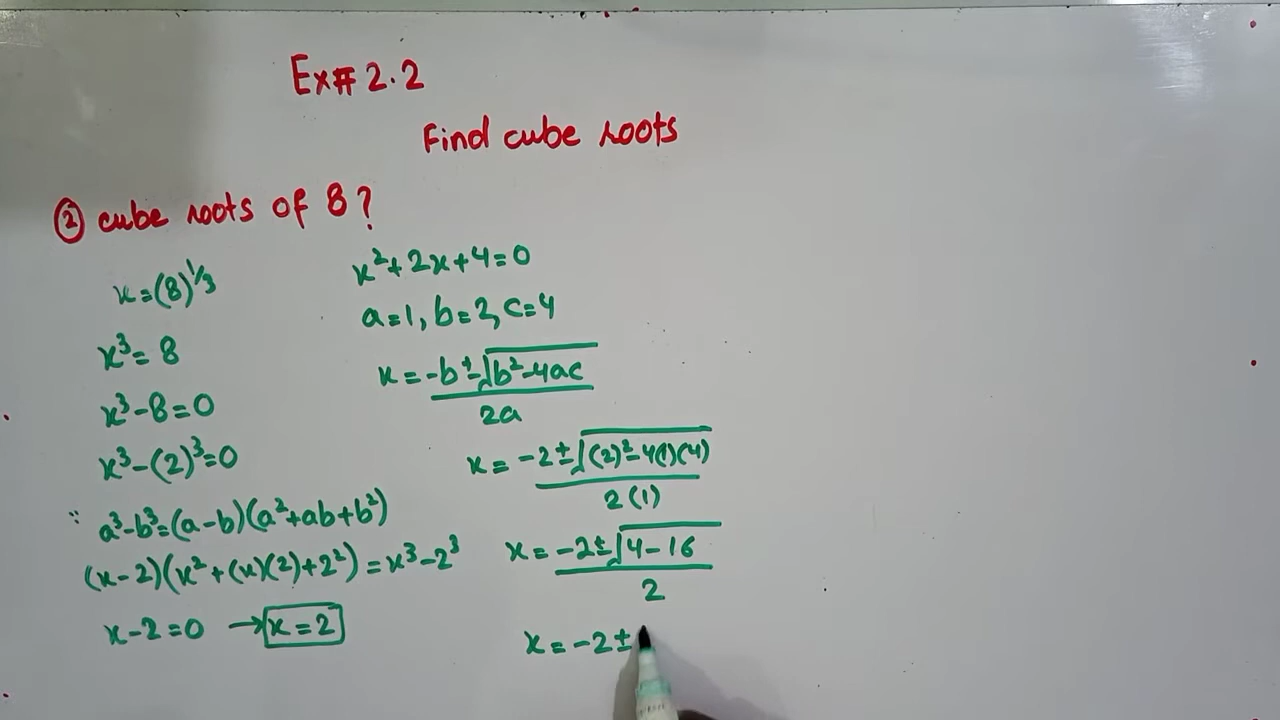 Ex# 2.2
Find cube roots
② cube roots of 8?
x=(8)^1/3
x³= 8
x³-8=0
x³-(2)³=0
∵ a³-b³=(a-b)(a²+ab+b²)
(x-2)(x²+(x)(2)+2²)=x³-2³
x-2=0 → x=2
x²+2x+4=0
a=1, b=2, c=4
x = -b±√b²-4ac
2a
x = -2±√(2)²-4(1)(4)
2(1)
x = -2±√4-16
2
x = -2±